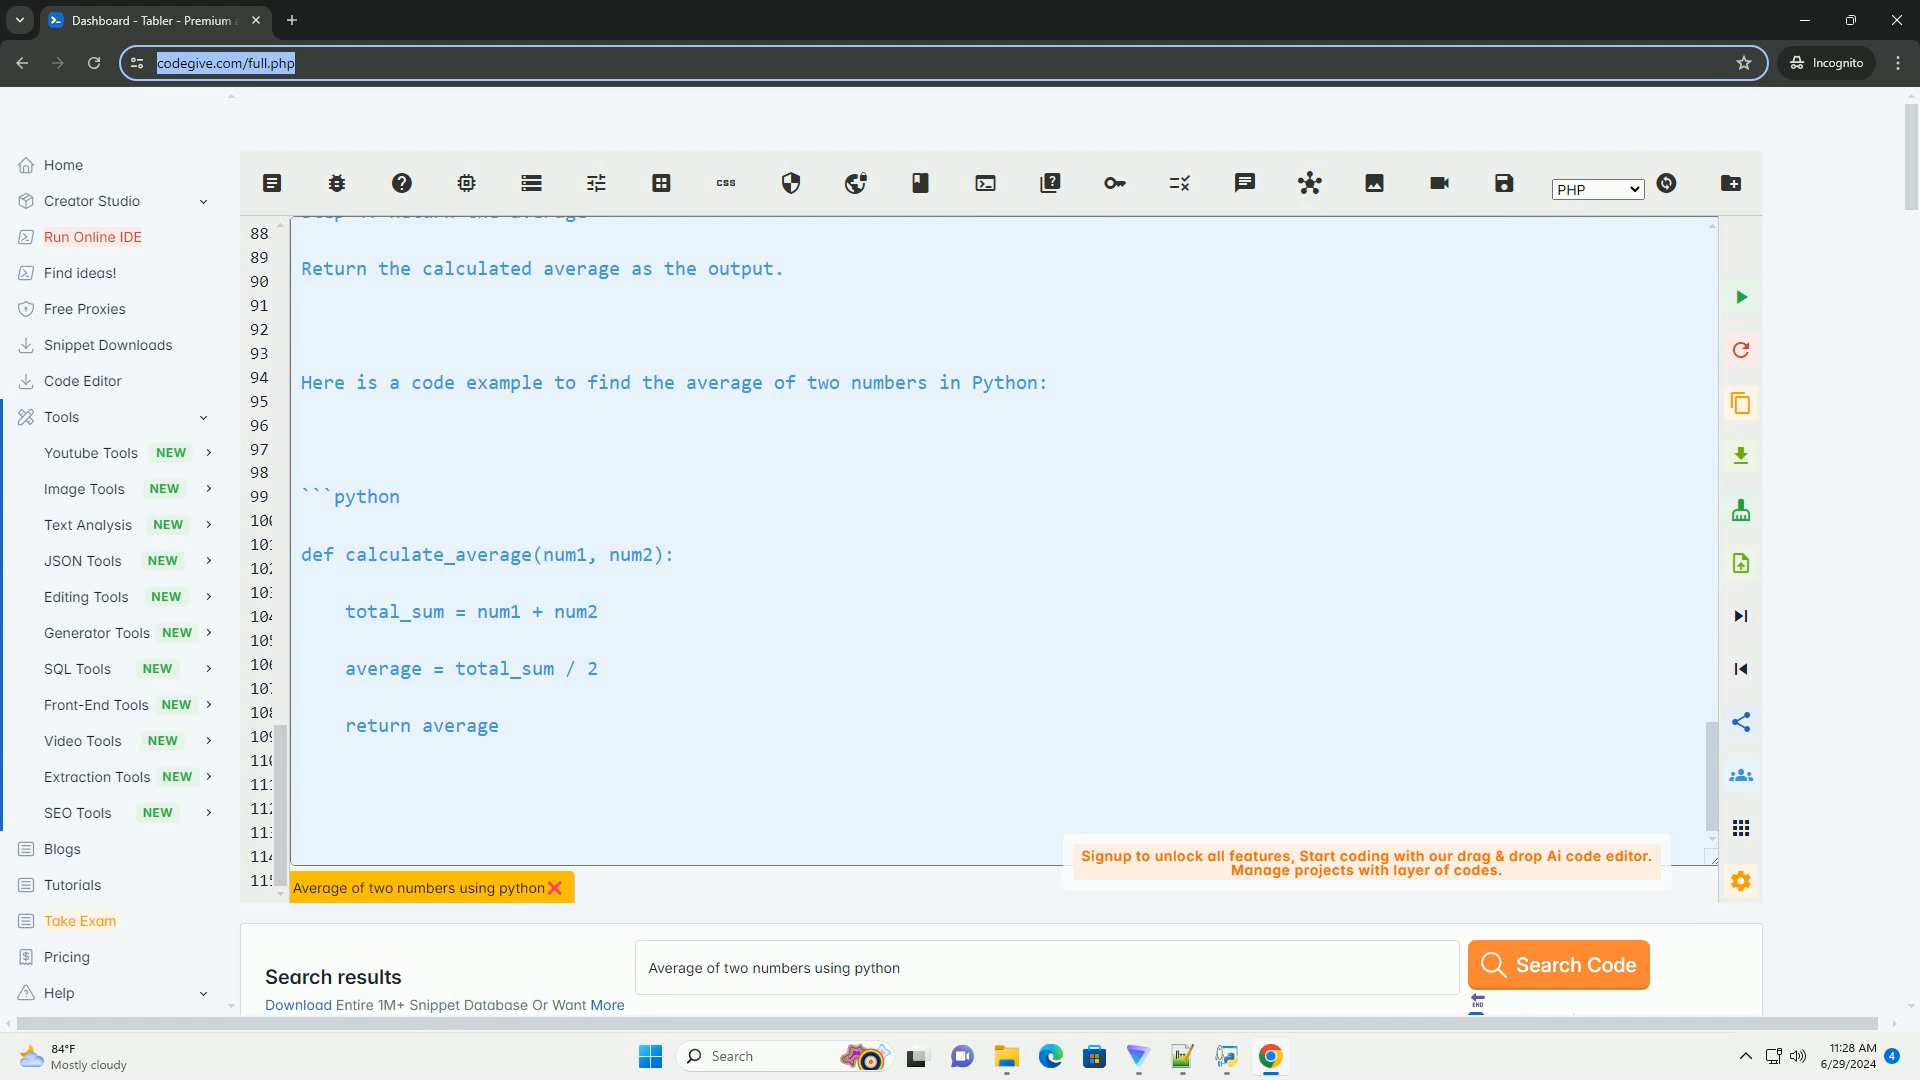 Dashboard - Tabler - Premium
codegive.com/full.php
Incognito
Home
Creator Studio
Run Online IDE
Find ideas!
Free Proxies
Snippet Downloads
Code Editor
Tools
Youtube Tools NEW
Image Tools NEW
Text Analysis NEW
JSON Tools NEW
Editing Tools NEW
Generator Tools NEW
SQL Tools NEW
Front-End Tools NEW
Video Tools NEW
Extraction Tools NEW
SEO Tools NEW
Blogs
Tutorials
Take Exam
Pricing
Help
css
PHP
88
89
90
91
92
93
94
95
96
97
98
99
Return the calculated average as the output.
Here is a code example to find the average of two numbers in Python:
```python
def calculate_average(num1, num2):
total_sum = num1 + num2
average = total_sum / 2
return average
Signup to unlock all features, Start coding with our drag & drop Ai code editor.
Manage projects with layer of codes.
Average of two numbers using python
Search results
Download Entire 1M+ Snippet Database Or Want More
Average of two numbers using python
Search Code
END
84°F
Mostly cloudy
Search
11:28 AM
6/29/2024
4